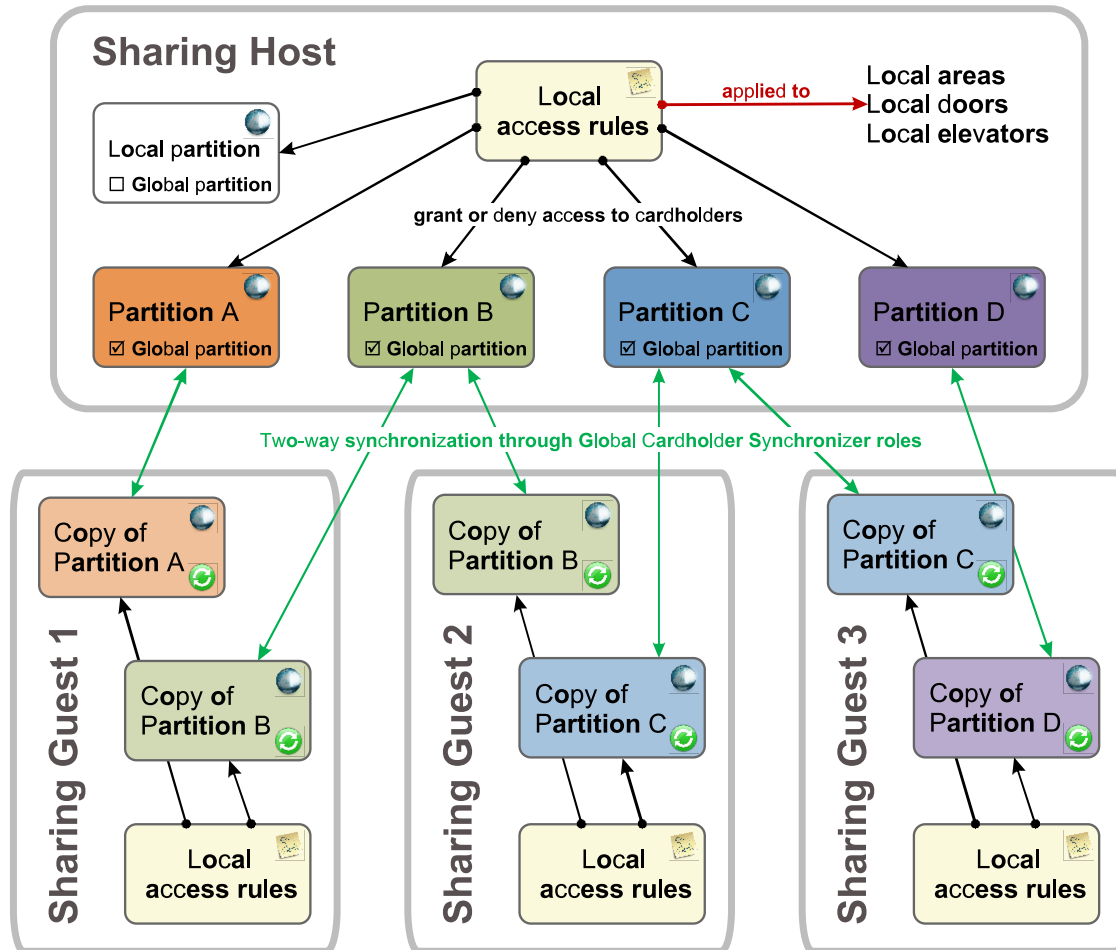 Sharing Host
Local
access rules
applied to
Local areas
Local doors
Local elevators
Local partition
☐ Global partition
grant or deny access to cardholders
Partition A
☑ Global partition
Partition B
☑ Global partition
Partition C
☑ Global partition
Partition D
☑ Global partition
Two-way synchronization through Global Cardholder Synchronizer roles
Sharing Guest 1
Copy of
Partition A
Copy of
Partition B
Local
access rules
Sharing Guest 2
Copy of
Partition B
Copy of
Partition C
Local
access rules
Sharing Guest 3
Copy of
Partition C
Copy of
Partition D
Local
access rules